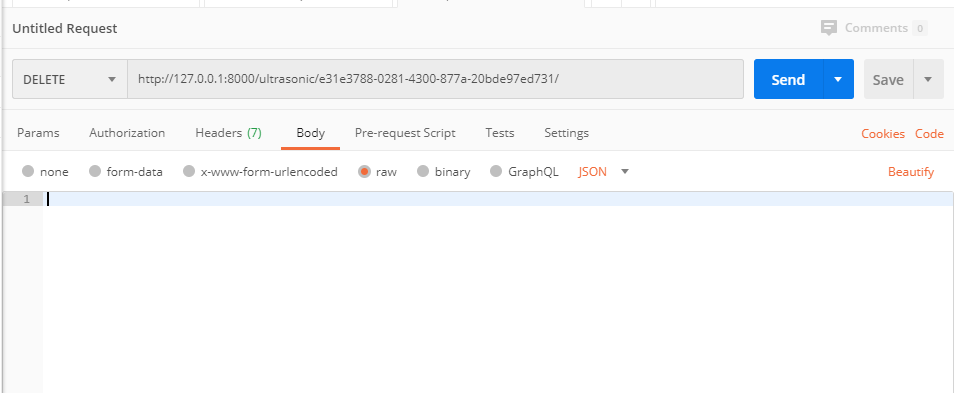 Untitled Request Comments 0
DELETE http://127.0.0.1:8000/ultrasonic/e31e3788-0281-4300-877a-20bde97ed731/ Send Save
Params Authorization Headers (7) Body Pre-request Script Tests Settings Cookies Code
none form-data x-www-form-urlencoded raw binary GraphQL JSON Beautify
1